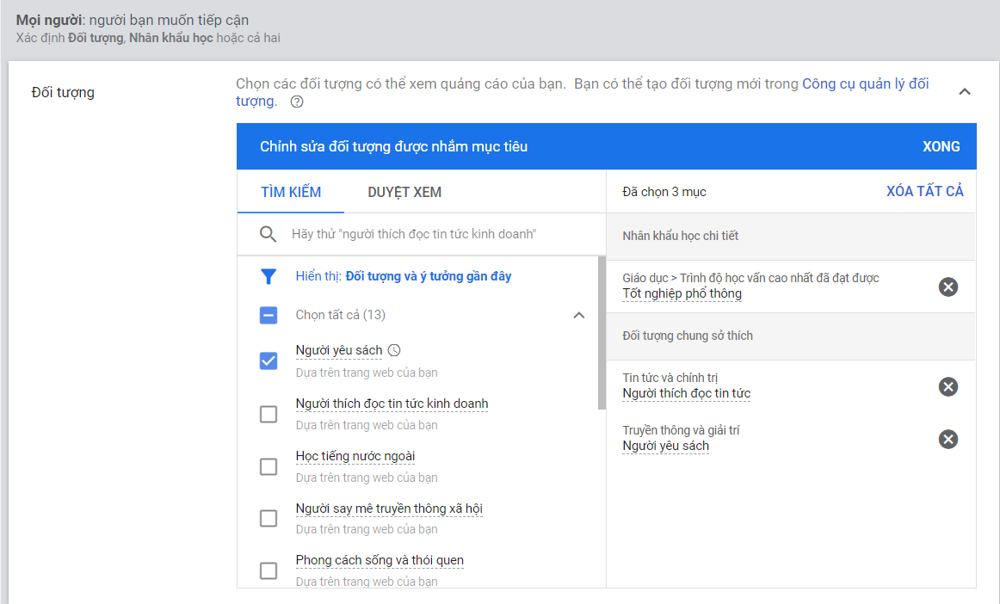 Mọi người: người bạn muốn tiếp cận
Xác định Đối tượng, Nhân khẩu học hoặc cả hai
Đối tượng
Chọn các đối tượng có thể xem quảng cáo của bạn. Bạn có thể tạo đối tượng mới trong Công cụ quản lý đối
tượng. ?
Chỉnh sửa đối tượng được nhắm mục tiêu
XONG
TÌM KIẾM
DUYỆT XEM
Hãy thử "người thích đọc tin tức kinh doanh"
Hiển thị: Đối tượng và ý tưởng gần đây
Chọn tất cả (13)
Người yêu sách
Dựa trên trang web của bạn
Người thích đọc tin tức kinh doanh
Dựa trên trang web của bạn
Học tiếng nước ngoài
Dựa trên trang web của bạn
Người say mê truyền thông xã hội
Dựa trên trang web của bạn
Phong cách sống và thói quen
Dựa trên trang web của bạn
Đã chọn 3 mục
XÓA TẤT CẢ
Nhân khẩu học chi tiết
Giáo dục > Trình độ học vấn cao nhất đã đạt được
Tốt nghiệp phổ thông
Đối tượng chung sở thích
Tin tức và chính trị
Người thích đọc tin tức
Truyền thông và giải trí
Người yêu sách